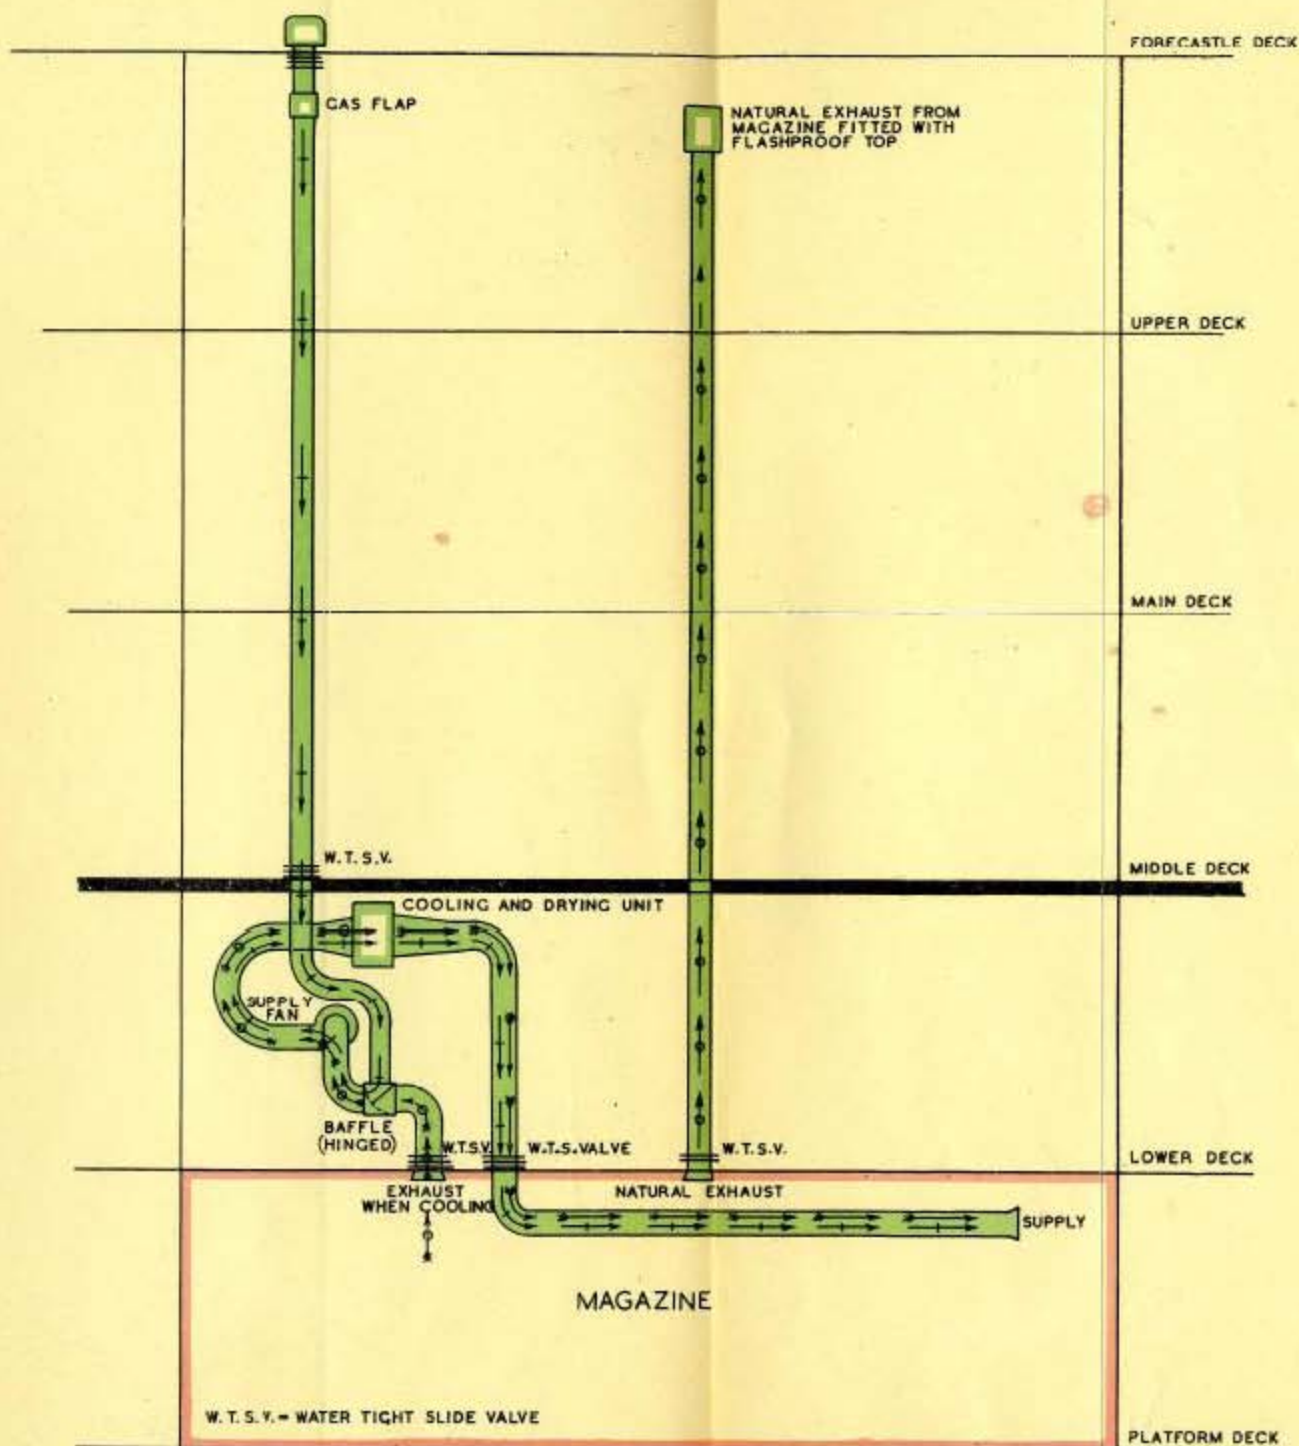 FORECASTLE DECK
GAS FLAP
NATURAL EXHAUST FROM
MAGAZINE FITTED WITH
FLASHPROOF TOP
UPPER DECK
MAIN DECK
W.T.S.V.
MIDDLE DECK
COOLING AND DRYING UNIT
SUPPLY
FAN
BAFFLE
(HINGED)
W.T.S.V.
W.T.S.VALVE
W.T.S.V.
LOWER DECK
EXHAUST
WHEN COOLING
NATURAL EXHAUST
SUPPLY
MAGAZINE
W.T.S.V.= WATER TIGHT SLIDE VALVE
PLATFORM DECK